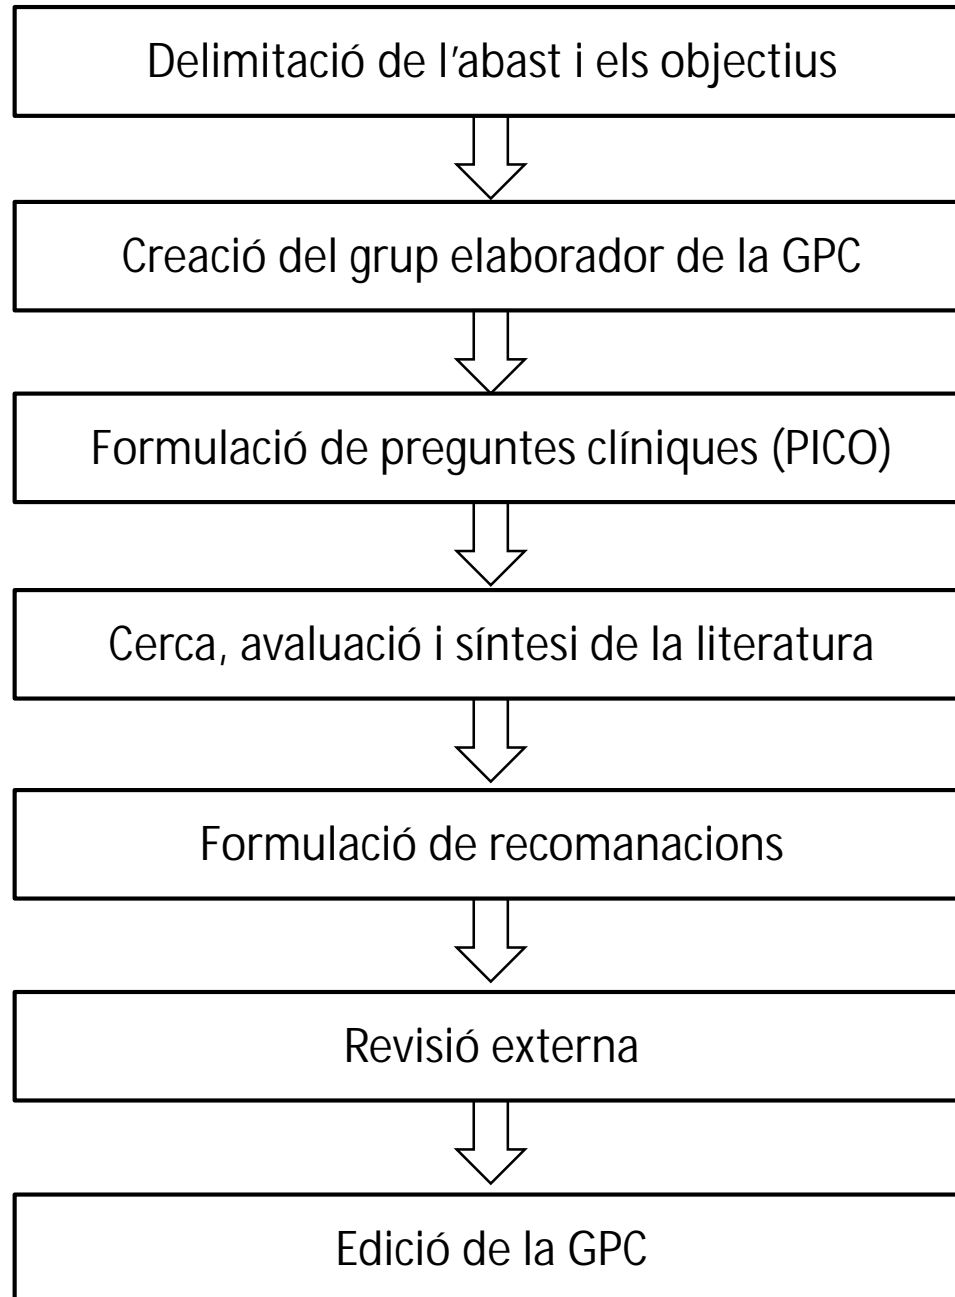 Delimitació de l'abast i els objectius
Creació del grup elaborador de la GPC
Formulació de preguntes clíniques (PICO)
Cerca, avaluació i síntesi de la literatura
Formulació de recomanacions
Revisió externa
Edició de la GPC